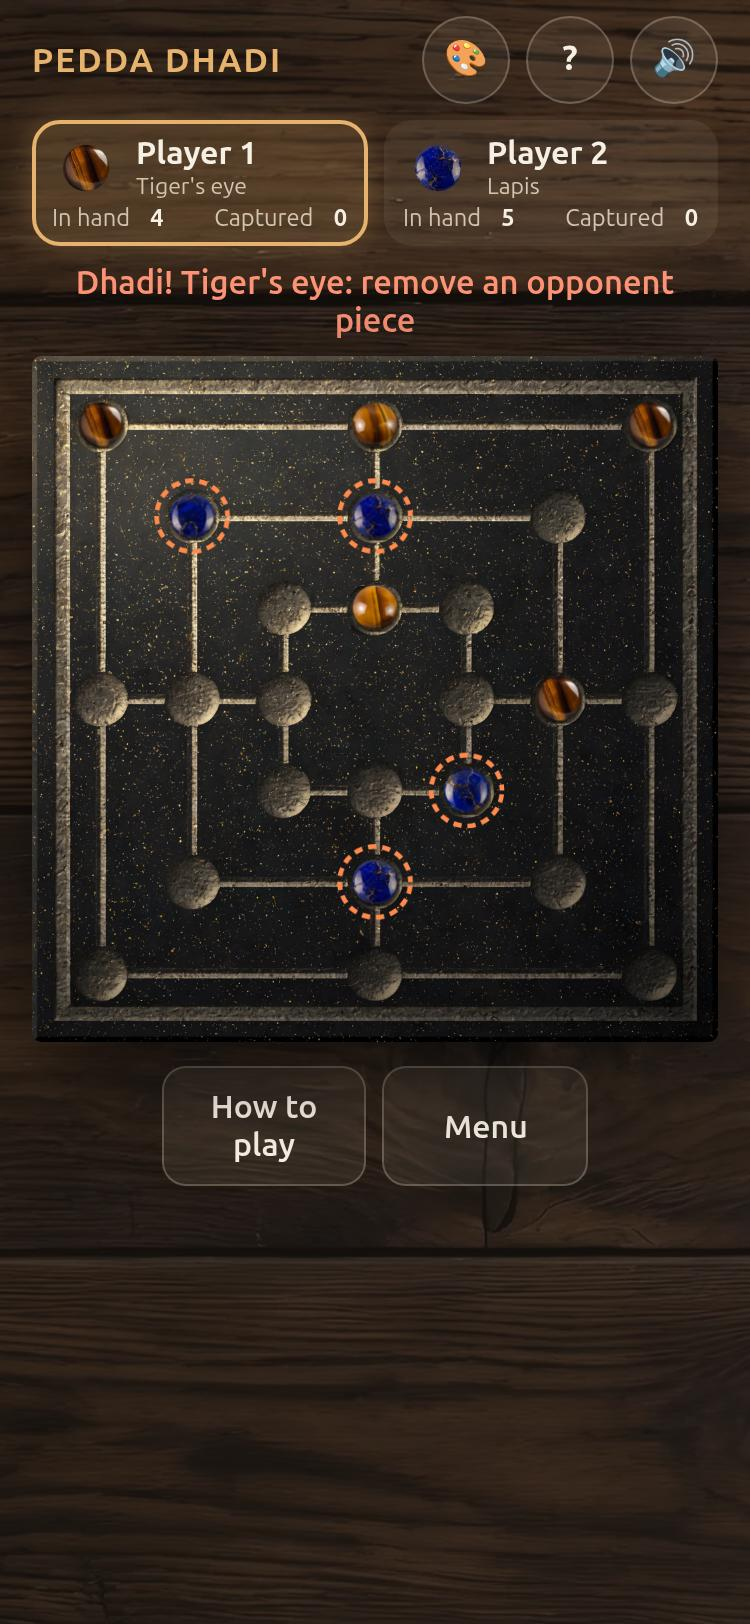 PEDDA DHADI
?
Player 1
Tiger's eye
In hand 4 Captured 0
Player 2
Lapis
In hand 5 Captured 0
Dhadi! Tiger's eye: remove an opponent
piece
How to
play
Menu